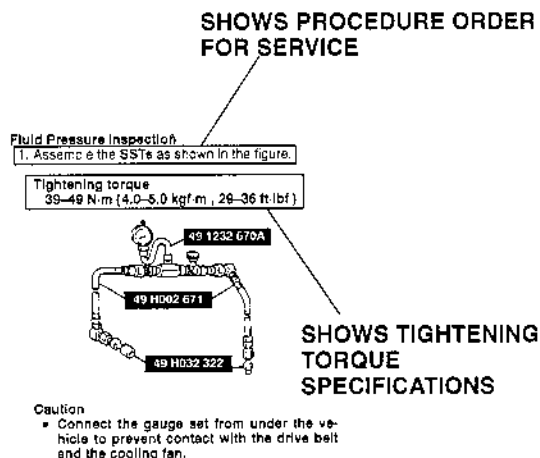 SHOWS PROCEDURE ORDER
FOR SERVICE
Fluid Pressure Inspection
1. Assemble the SSTs as shown in the figure.
Tightening torque
39–49 N·m {4.0–5.0 kgf·m , 29–36 ft·lbf}
49 1232 670A
49 H002 671
49 H032 322
SHOWS TIGHTENING
TORQUE
SPECIFICATIONS
Caution
• Connect the gauge set from under the ve-
hicle to prevent contact with the drive belt
and the cooling fan.